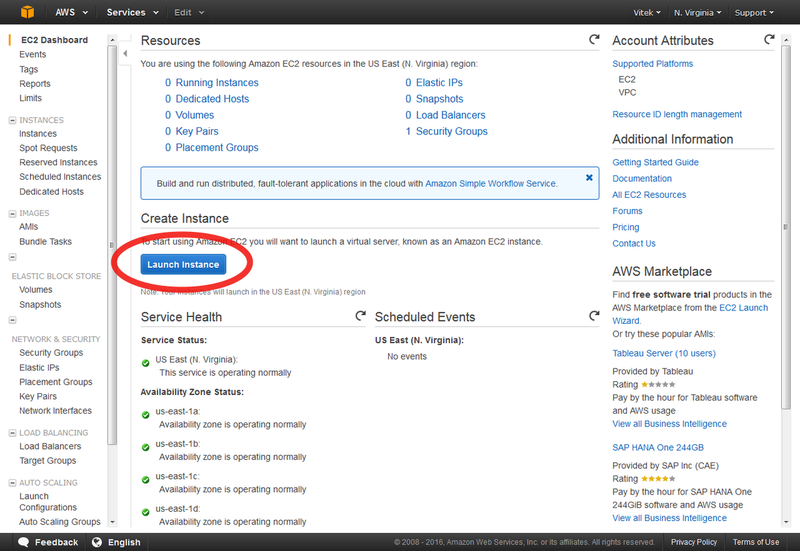 AWS Services Edit Vitek N. Virginia Support
EC2 Dashboard
Events
Tags
Reports
Limits
INSTANCES
Instances
Spot Requests
Reserved Instances
Scheduled Instances
Dedicated Hosts
IMAGES
AMIs
Bundle Tasks
ELASTIC BLOCK STORE
Volumes
Snapshots
NETWORK & SECURITY
Security Groups
Elastic IPs
Placement Groups
Key Pairs
Network Interfaces
LOAD BALANCING
Load Balancers
Target Groups
AUTO SCALING
Launch
Configurations
Auto Scaling Groups
Resources
You are using the following Amazon EC2 resources in the US East (N. Virginia) region:
0 Running Instances
0 Dedicated Hosts
0 Volumes
0 Key Pairs
0 Placement Groups
0 Elastic IPs
0 Snapshots
0 Load Balancers
1 Security Groups
Build and run distributed, fault-tolerant applications in the cloud with Amazon Simple Workflow Service.
Create Instance
To start using Amazon EC2 you will want to launch a virtual server, known as an Amazon EC2 instance.
Launch Instance
Note: Your instances will launch in the US East (N. Virginia) region
Service Health
Service Status:
US East (N. Virginia):
This service is operating normally
Availability Zone Status:
us-east-1a:
Availability zone is operating normally
us-east-1b:
Availability zone is operating normally
us-east-1c:
Availability zone is operating normally
us-east-1d:
Availability zone is operating normally
Scheduled Events
US East (N. Virginia):
No events
Account Attributes
Supported Platforms
EC2
VPC
Resource ID length management
Additional Information
Getting Started Guide
Documentation
All EC2 Resources
Forums
Pricing
Contact Us
AWS Marketplace
Find free software trial products in the
AWS Marketplace from the EC2 Launch
Wizard.
Or try these popular AMIs:
Tableau Server (10 users)
Provided by Tableau
Rating
Pay by the hour for Tableau software
and AWS usage
View all Business Intelligence
SAP HANA One 244GB
Provided by SAP Inc (CAE)
Rating
Pay by the hour for SAP HANA One
244GiB software and AWS usage
View all Business Intelligence
Feedback English © 2008 - 2016, Amazon Web Services, Inc. or its affiliates. All rights reserved. Privacy Policy Terms of Use